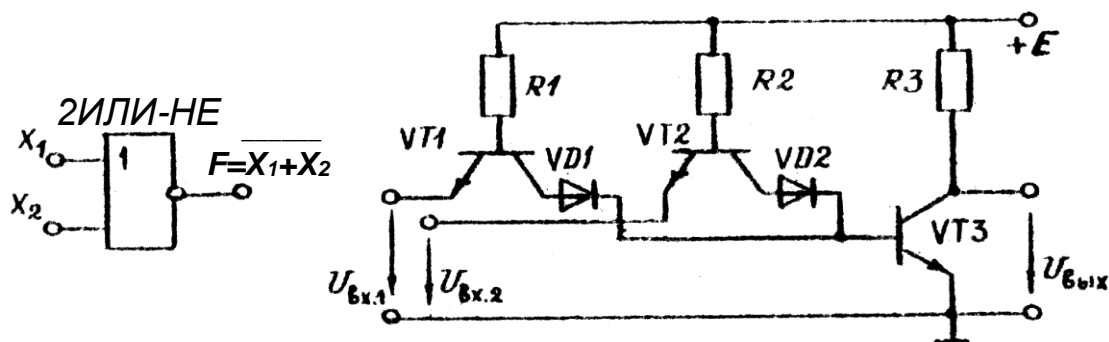 2ИЛИ-НЕ
X₁
1
F=X₁+X₂
X₂
+E
R1
R2
R3
VT1
VD1
VT2
VD2
VT3
Uвх.1
Uвх.2
Uвых